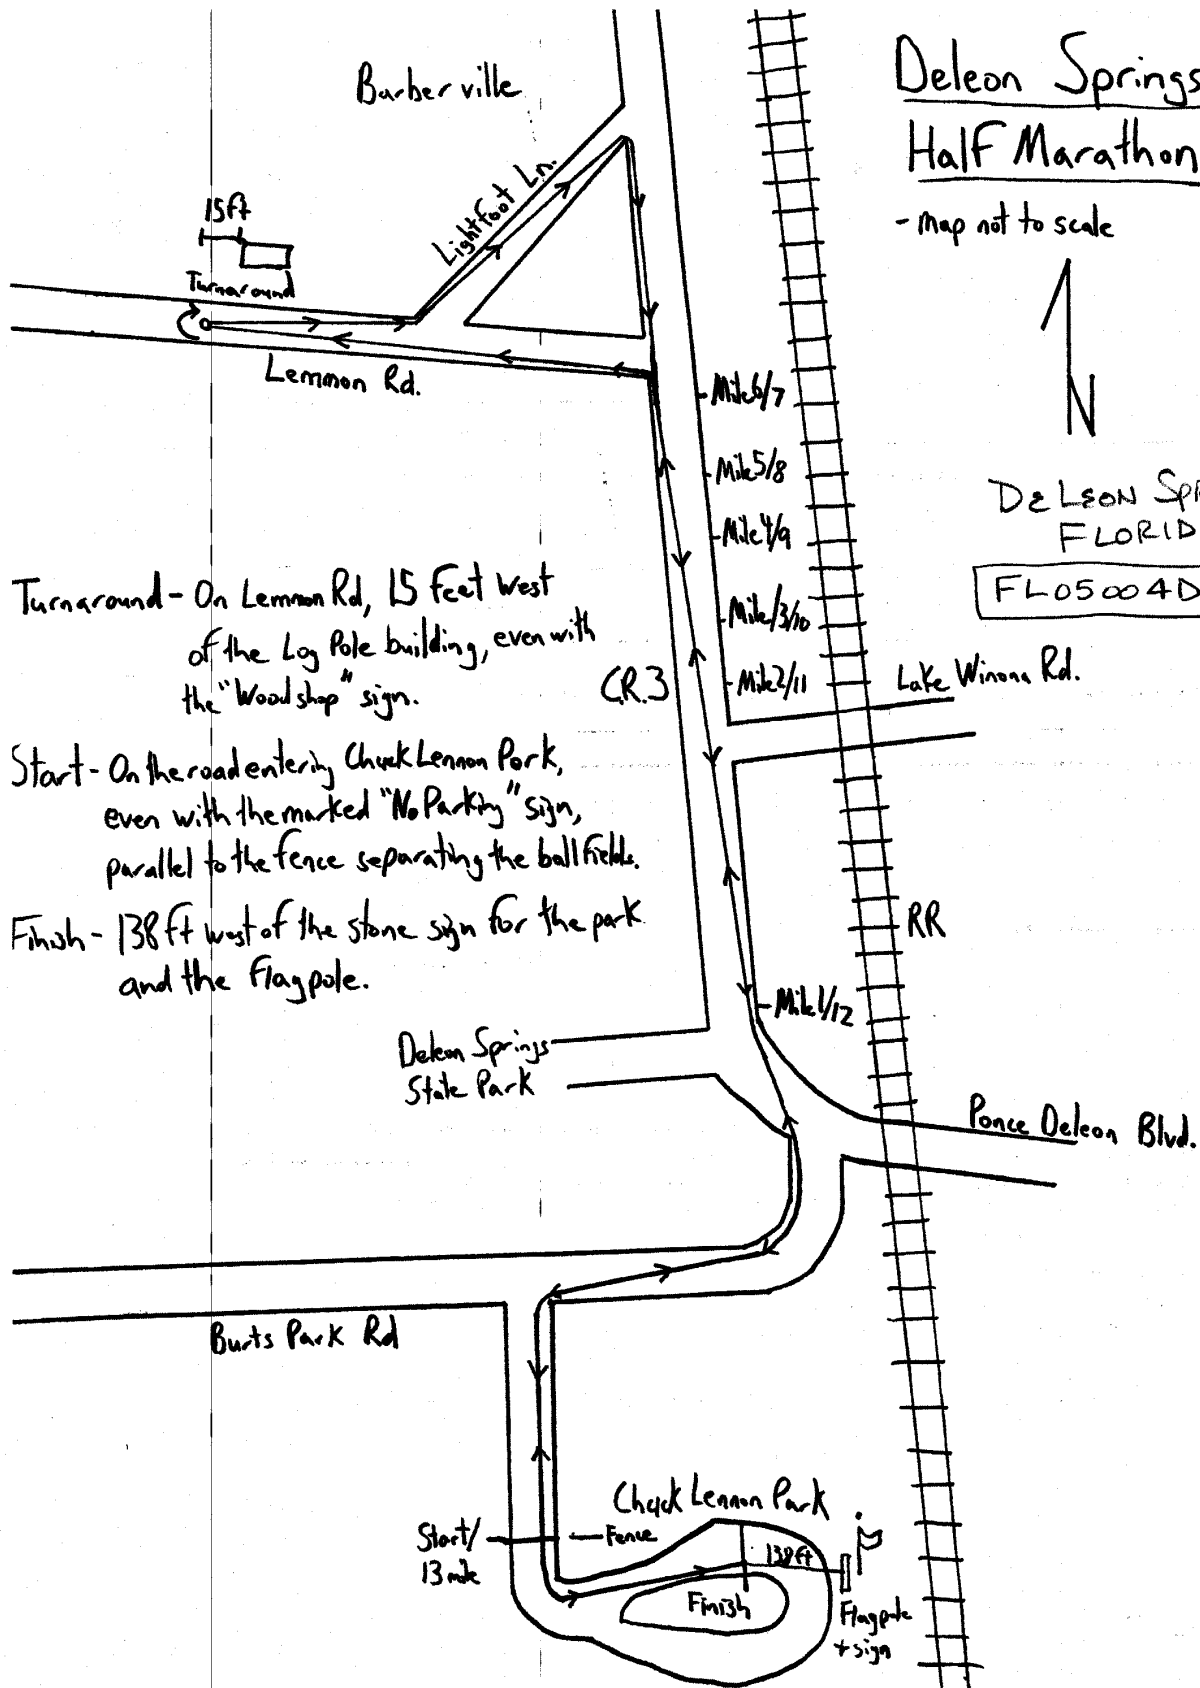 Barberville
Deleon Springs
Half Marathon
- map not to scale
Lightfoot Ln.
15ft
Turnaround
Lemmon Rd.
N
Mile 6/7
Mile 5/8
Mile 4/9
Mile/3/10
Mile 2/11
DeLEON SPR
FLORID
FL05004D
Turnaround - On Lemmon Rd, 15 feet west
of the Log Pole building, even with
the "Woodshop" sign.
C.R.3
Lake Winona Rd.
Start - On the road entering Chuck Lennon Park,
even with the marked "No Parking" sign,
parallel to the fence separating the ball fields.
Finish - 138 ft west of the stone sign for the park
and the flagpole.
RR
Mile 1/12
Deleon Springs
State Park
Ponce Deleon Blvd.
Burts Park Rd
Chuck Lennon Park
Start/
13 mile
Fence
138 ft
Finish
Flagpole
+ sign